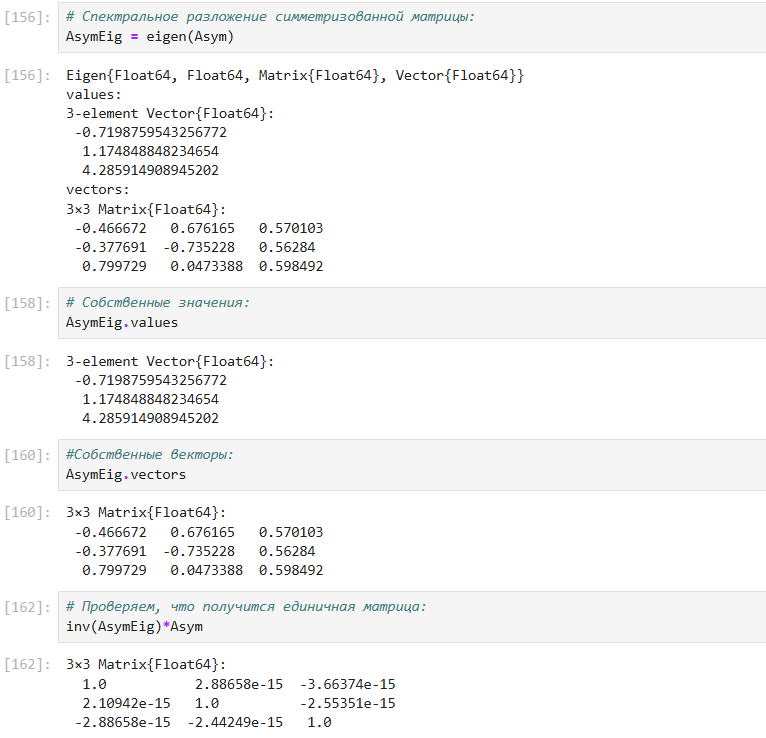 [156]: # Спектральное разложение симметризованной матрицы:
AsymEig = eigen(Asym)
[156]: Eigen{Float64, Float64, Matrix{Float64}, Vector{Float64}}
values:
3-element Vector{Float64}:
 -0.7198759543256772
  1.174848848234654
  4.285914908945202
vectors:
3×3 Matrix{Float64}:
 -0.466672   0.676165   0.570103
 -0.377691  -0.735228   0.56284
  0.799729   0.0473388  0.598492
[158]: # Собственные значения:
AsymEig.values
[158]: 3-element Vector{Float64}:
 -0.7198759543256772
  1.174848848234654
  4.285914908945202
[160]: #Собственные векторы:
AsymEig.vectors
[160]: 3×3 Matrix{Float64}:
 -0.466672   0.676165   0.570103
 -0.377691  -0.735228   0.56284
  0.799729   0.0473388  0.598492
[162]: # Проверяем, что получится единичная матрица:
inv(AsymEig)*Asym
[162]: 3×3 Matrix{Float64}:
  1.0           2.88658e-15  -3.66374e-15
  2.10942e-15   1.0          -2.55351e-15
 -2.88658e-15  -2.44249e-15   1.0